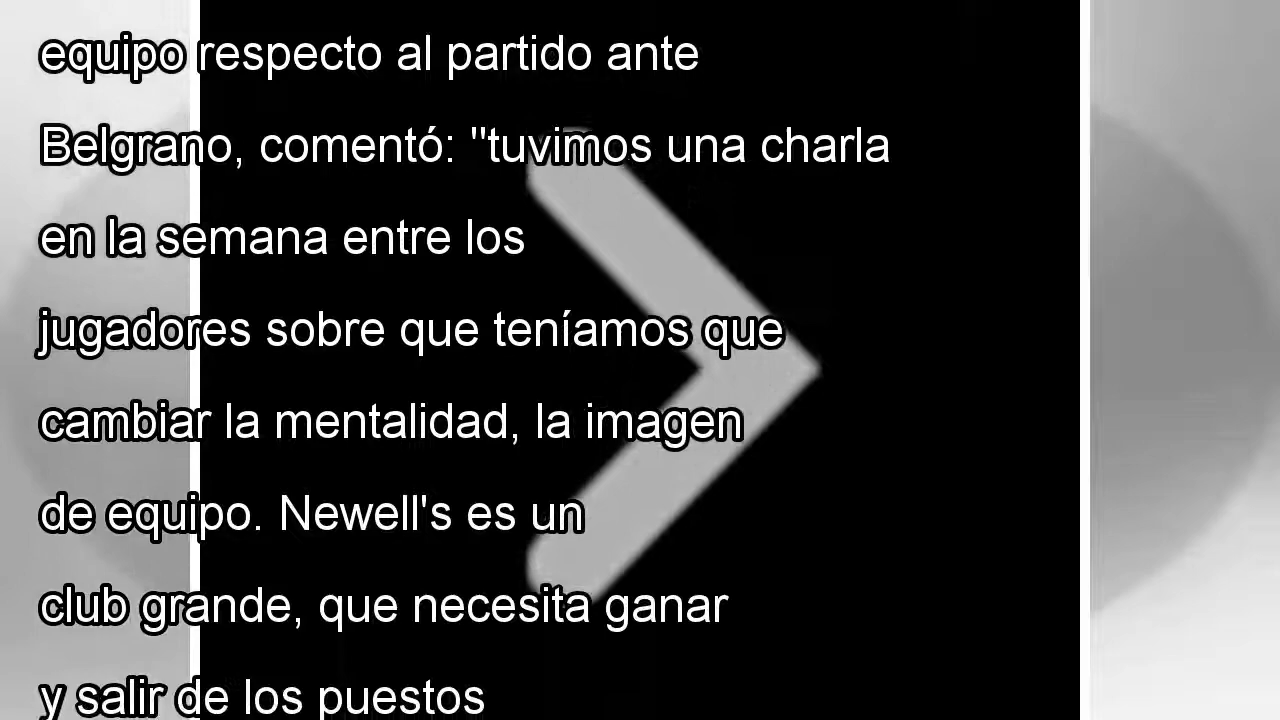 equipo respecto al partido ante
Belgrano, comentó: "tuvimos una charla
en la semana entre los
jugadores sobre que teníamos que
cambiar la mentalidad, la imagen
de equipo. Newell's es un
club grande, que necesita ganar
y salir de los puestos